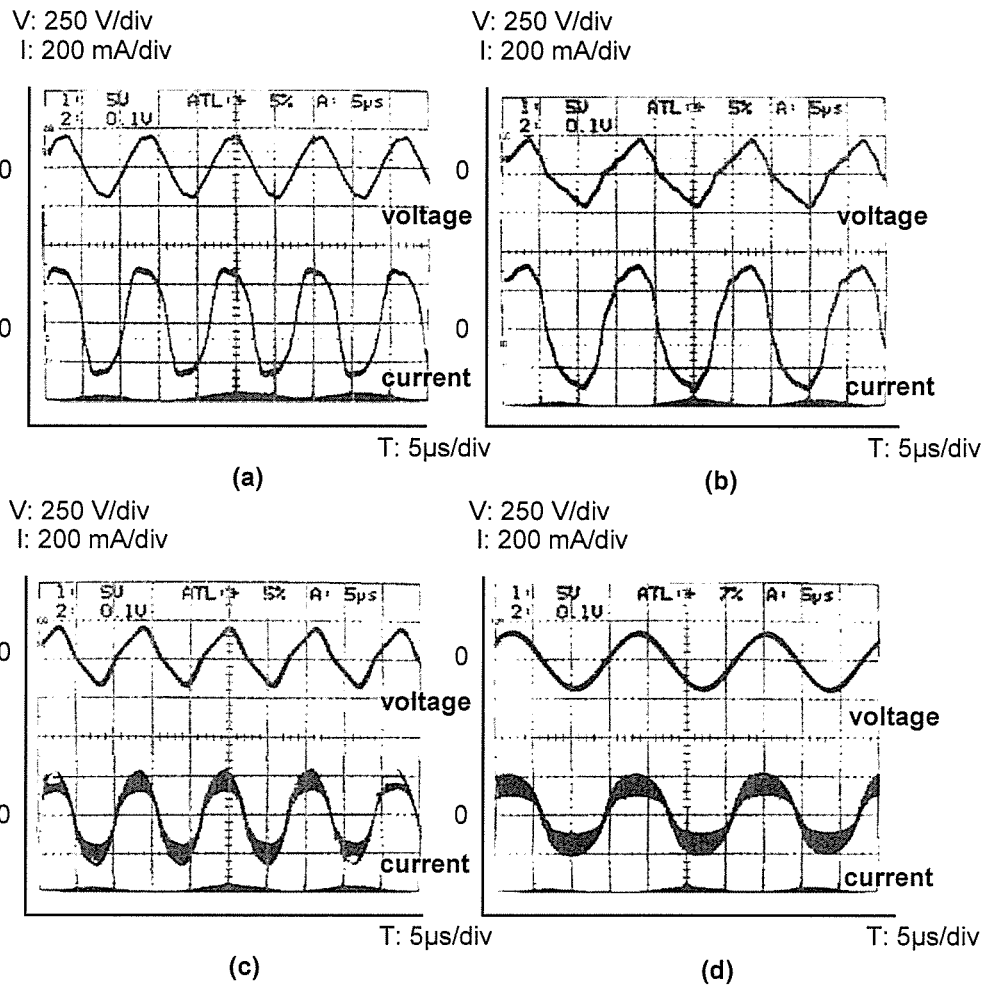 V: 250 V/div
I: 200 mA/div
1: 5V ATL:+ 5% A: 5µs
2: 0.1V
0
voltage
0
current
T: 5µs/div
(a)
V: 250 V/div
I: 200 mA/div
1: 5V ATL:+ 5% A: 5µs
2: 0.1V
0
voltage
0
current
T: 5µs/div
(b)
V: 250 V/div
I: 200 mA/div
1: 5V ATL:+ 5% A: 5µs
2: 0.1V
0
voltage
0
current
T: 5µs/div
(c)
V: 250 V/div
I: 200 mA/div
1: 5V ATL:+ 7% A: 5µs
2: 0.1V
0
voltage
0
current
T: 5µs/div
(d)